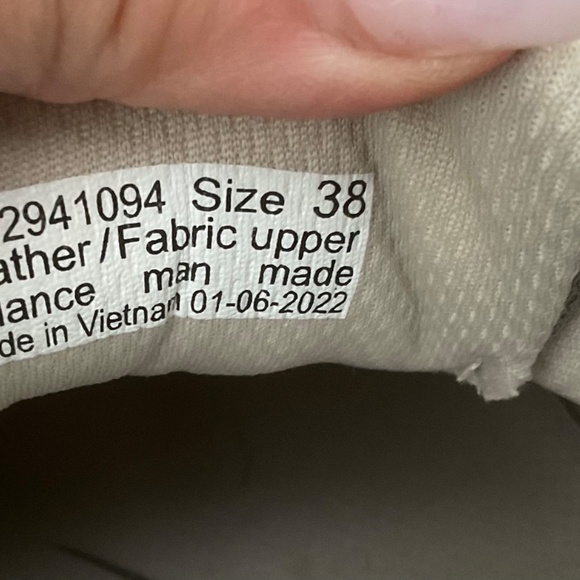 2941094 Size 38
ather/Fabric upper
lance man made
de in Vietnam 01-06-2022